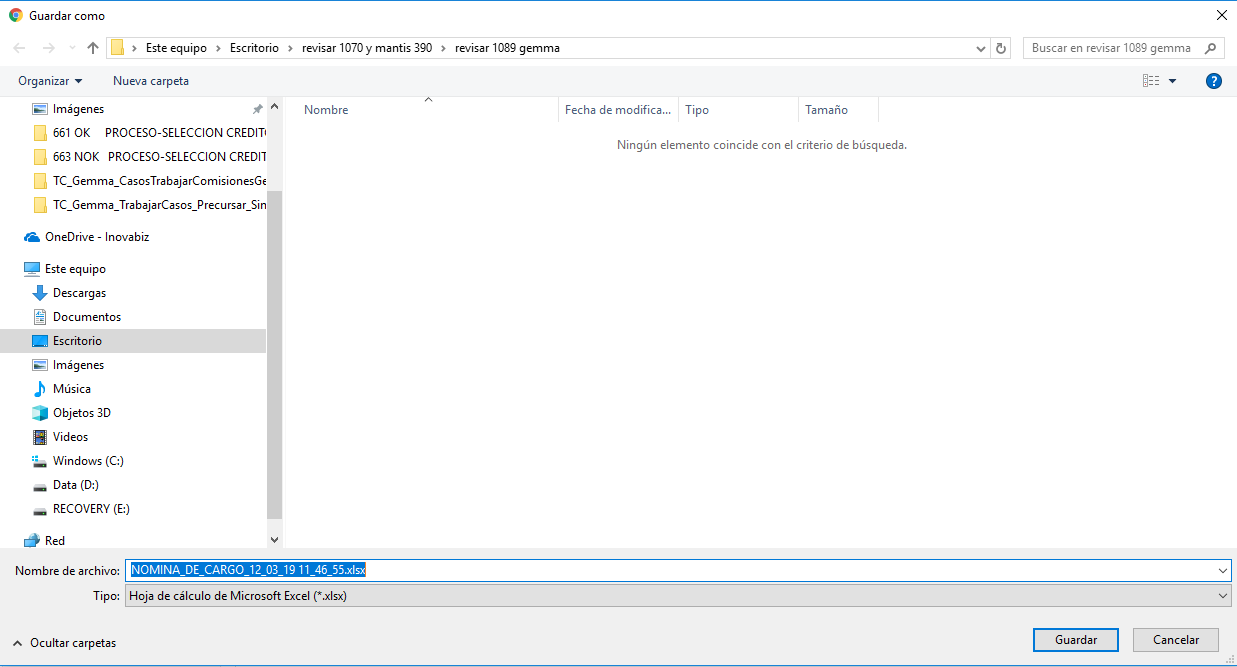 Guardar como
Este equipo > Escritorio > revisar 1070 y mantis 390 > revisar 1089 gemma
Buscar en revisar 1089 gemma
Organizar
Nueva carpeta
?
Imágenes
661 OK PROCESO-SELECCION CREDITO
663 NOK PROCESO-SELECCION CREDIT
TC_Gemma_CasosTrabajarComisionesGe
TC_Gemma_TrabajarCasos_Precursar_Sin
OneDrive - Inovabiz
Este equipo
Descargas
Documentos
Escritorio
Imágenes
Música
Objetos 3D
Videos
Windows (C:)
Data (D:)
RECOVERY (E:)
Red
Nombre
Fecha de modifica...
Tipo
Tamaño
Ningún elemento coincide con el criterio de búsqueda.
Nombre de archivo: NOMINA_DE_CARGO_12_03_19 11_46_55.xlsx
Tipo: Hoja de cálculo de Microsoft Excel (*.xlsx)
Ocultar carpetas
Guardar
Cancelar